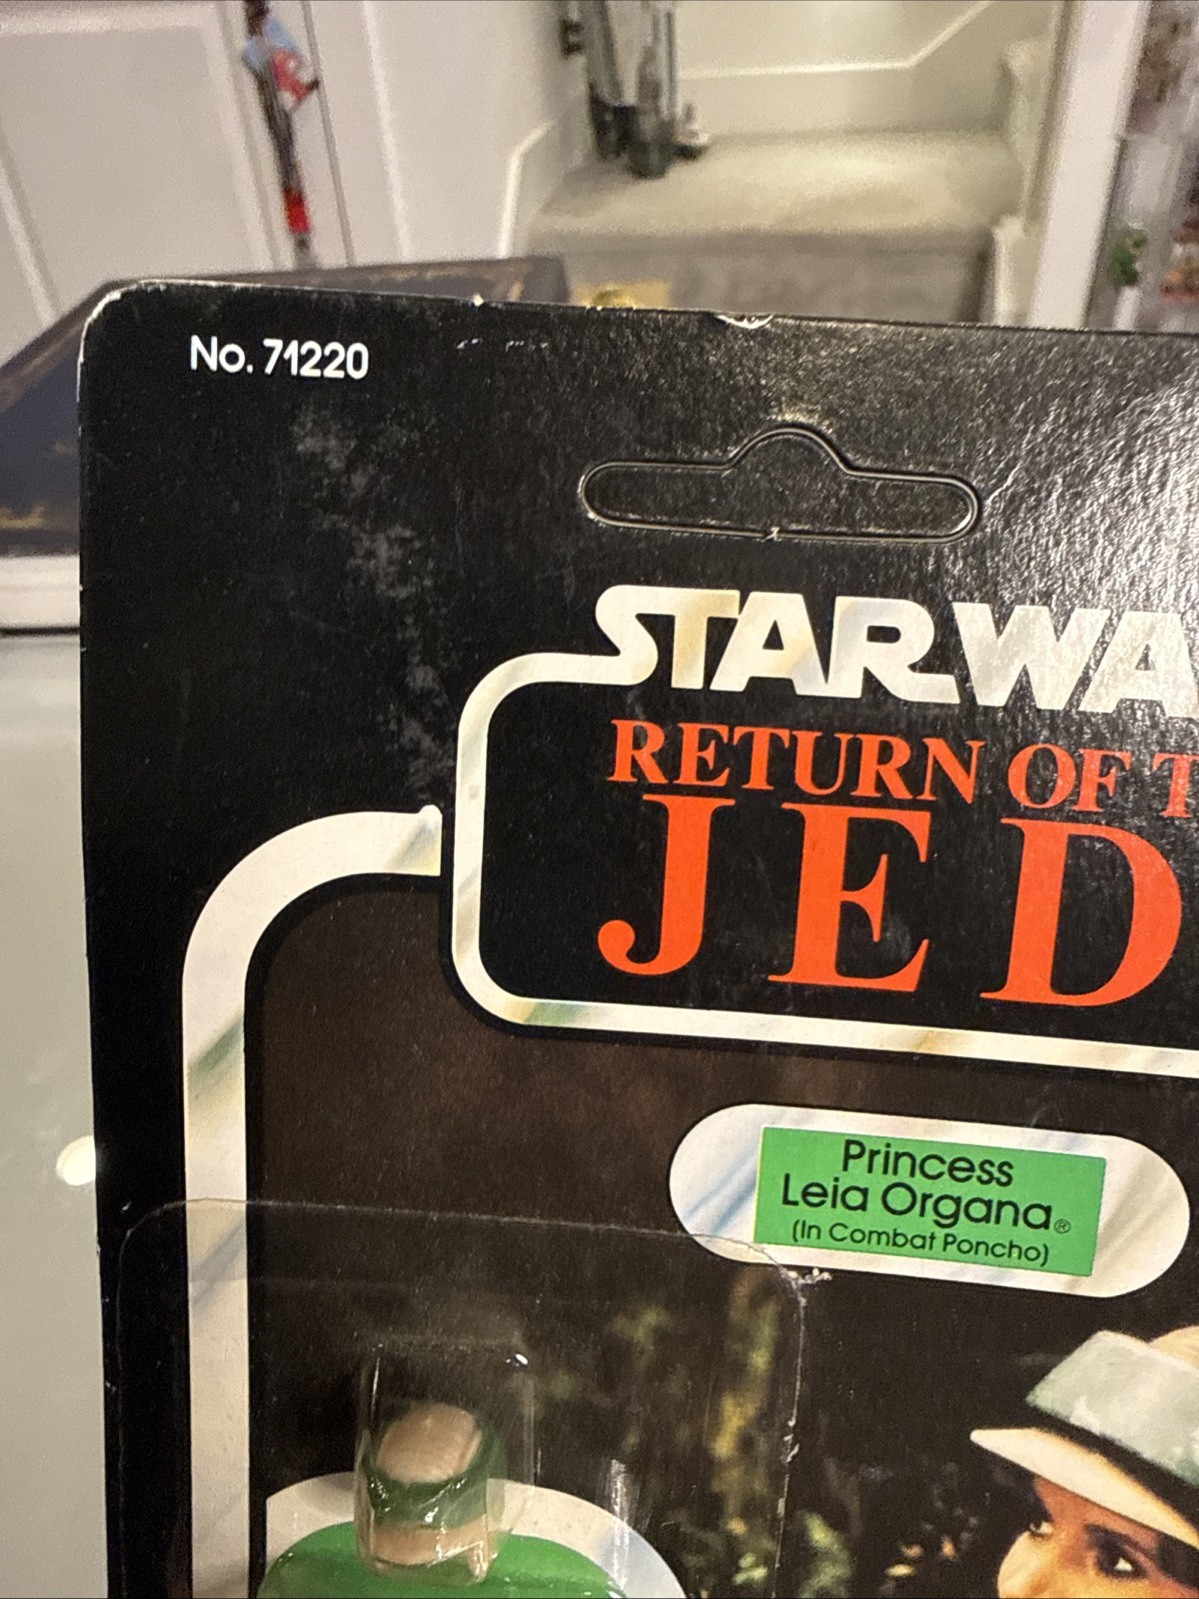 No. 71220
STAR WA
RETURN OF T
JED
Princess
Leia Organa®
(In Combat Poncho)